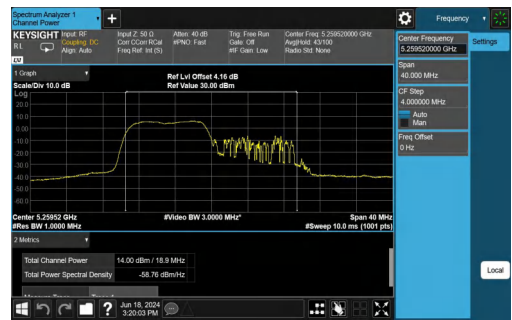 Spectrum Analyzer 1
Channel Power
+
Frequency
KEYSIGHT
Input: RF
Input Z: 50 Ω
Atten: 40 dB
Trig: Free Run
Center Freq: 5.259520000 GHz
RL
Coupling: DC
Corr CCorr RCal
#PNO: Fast
Gate: Off
Avg|Hold: 43/100
Align: Auto
Freq Ref: Int (S)
#IF Gain: Low
Radio Std: None
LV
Center Frequency
5.259520000 GHz
Settings
Span
40.000 MHz
CF Step
4.000000 MHz
Auto
Man
Freq Offset
0 Hz
Local
1 Graph
Ref Lvl Offset 4.16 dB
Scale/Div 10.0 dB
Ref Value 30.00 dBm
Log
20.0
10.0
0.00
-10.0
-20.0
-30.0
-40.0
-50.0
-60.0
Center 5.25952 GHz
#Video BW 3.0000 MHz*
Span 40 MHz
#Res BW 1.0000 MHz
#Sweep 10.0 ms (1001 pts)
2 Metrics
Total Channel Power
14.00 dBm / 18.9 MHz
Total Power Spectral Density
-58.76 dBm/Hz
?
Jun 18, 2024
3:20:03 PM